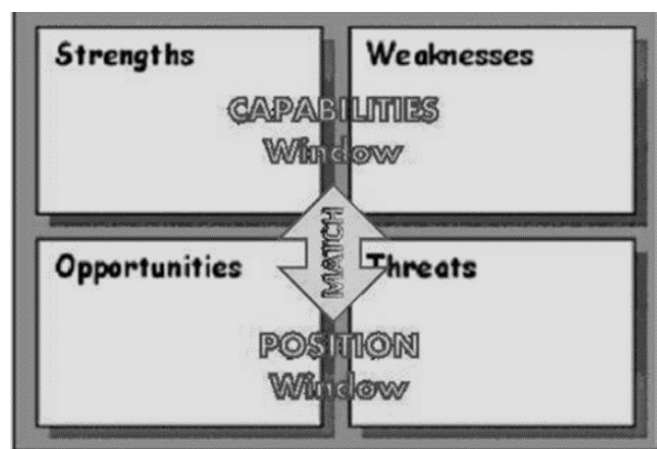 Strengths
Weaknesses
CAPABILITIES
Window
MATCH
Opportunities
Threats
POSITION
Window